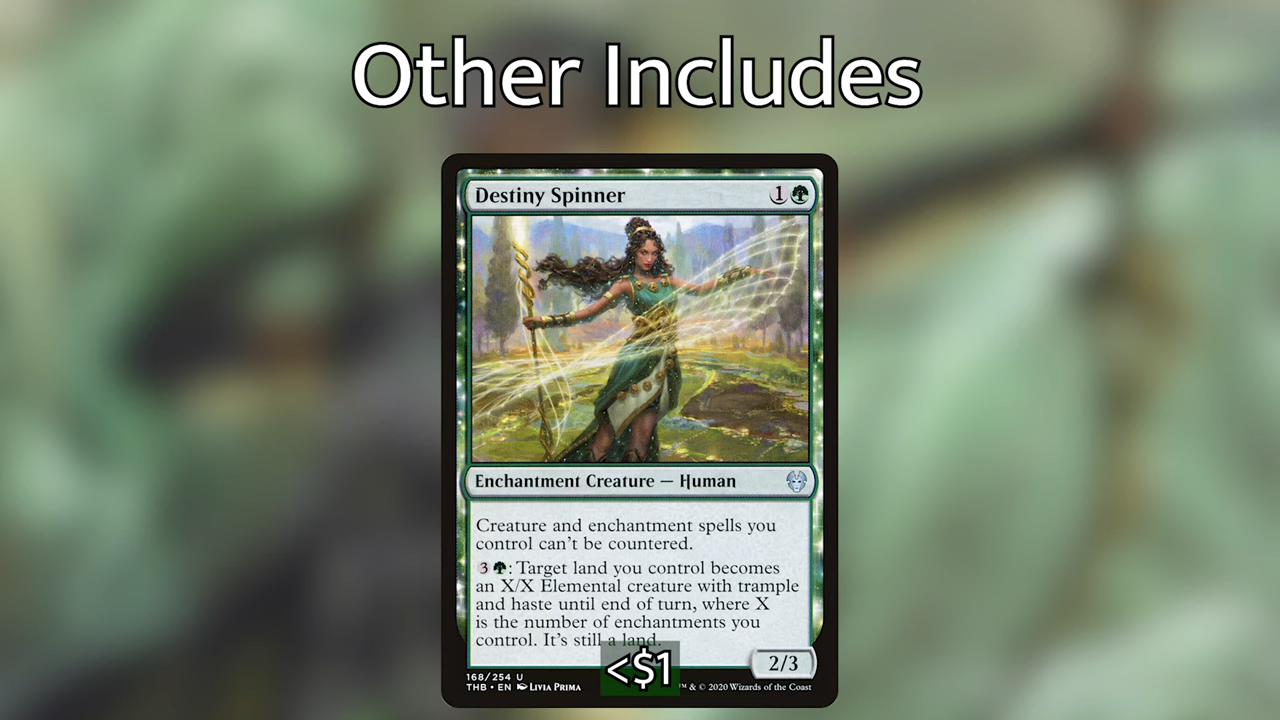 Other Includes
Destiny Spinner 1
Enchantment Creature — Human
Creature and enchantment spells you
control can't be countered.
3 : Target land you control becomes
an X/X Elemental creature with trample
and haste until end of turn, where X
is the number of enchantments you
control. It's still a land.
<$1
2/3
168/254 U
THB • EN Livia Prima
™ & © 2020 Wizards of the Coast